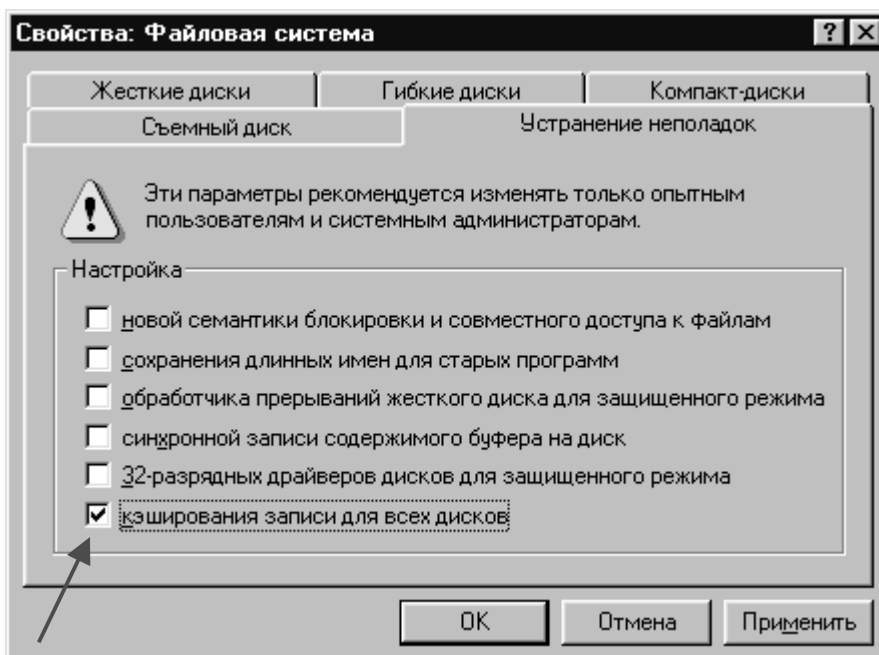 Свойства: Файловая система
Жесткие диски
Гибкие диски
Компакт-диски
Съемный диск
Устранение неполадок
Эти параметры рекомендуется изменять только опытным
пользователям и системным администраторам.
Настройка
новой семантики блокировки и совместного доступа к файлам
сохранения длинных имен для старых программ
обработчика прерываний жесткого диска для защищенного режима
синхронной записи содержимого буфера на диск
32-разрядных драйверов дисков для защищенного режима
кэширования записи для всех дисков
OK
Отмена
Применить